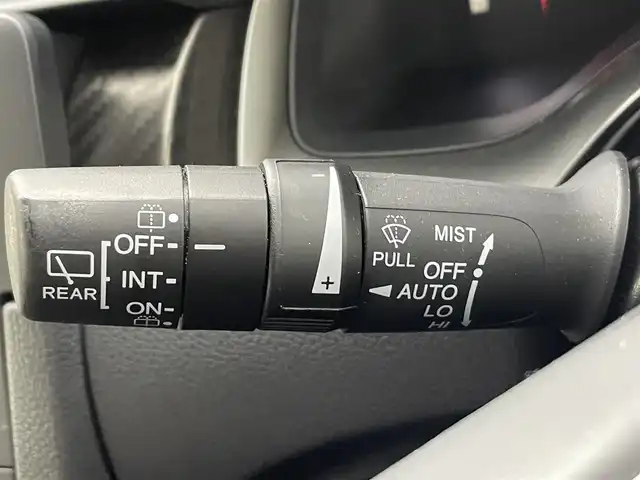 OFF
INT
ON
REAR
-
+
PULL
MIST
OFF
AUTO
LO
HI